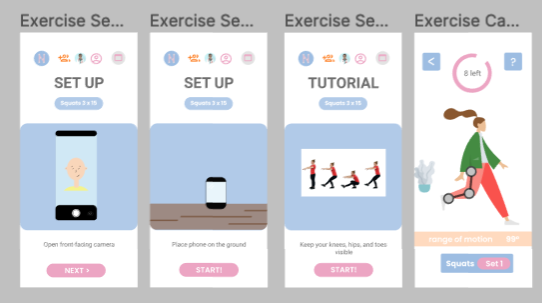 Exercise Se...
SET UP
Squats 3 x 15
Open front-facing camera
NEXT >
Exercise Se...
SET UP
Squats 3 x 15
Place phone on the ground
START!
Exercise Se...
TUTORIAL
Squats 3 x 15
Keep your kness, hips, and toes
visible
START!
Exercise Ca...
<
8 left
?
range of motion 89°
Squats Set 1